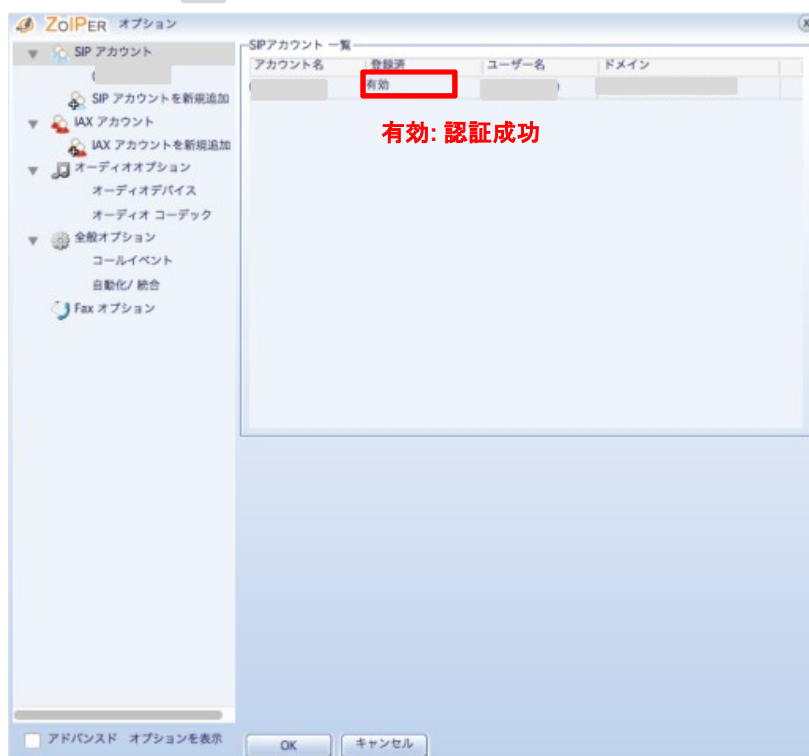 ZOIPER オプション
SIP アカウント
(
SIP アカウントを新規追加
IAX アカウント
IAX アカウントを新規追加
オーディオオプション
オーディオデバイス
オーディオ コーデック
全般オプション
コールイベント
自動化/ 統合
Fax オプション
アドバンスド オプションを表示
SIPアカウント 一覧
アカウント名 登録済 ユーザー名 ドメイン
( 有効 )
有効: 認証成功
OK キャンセル